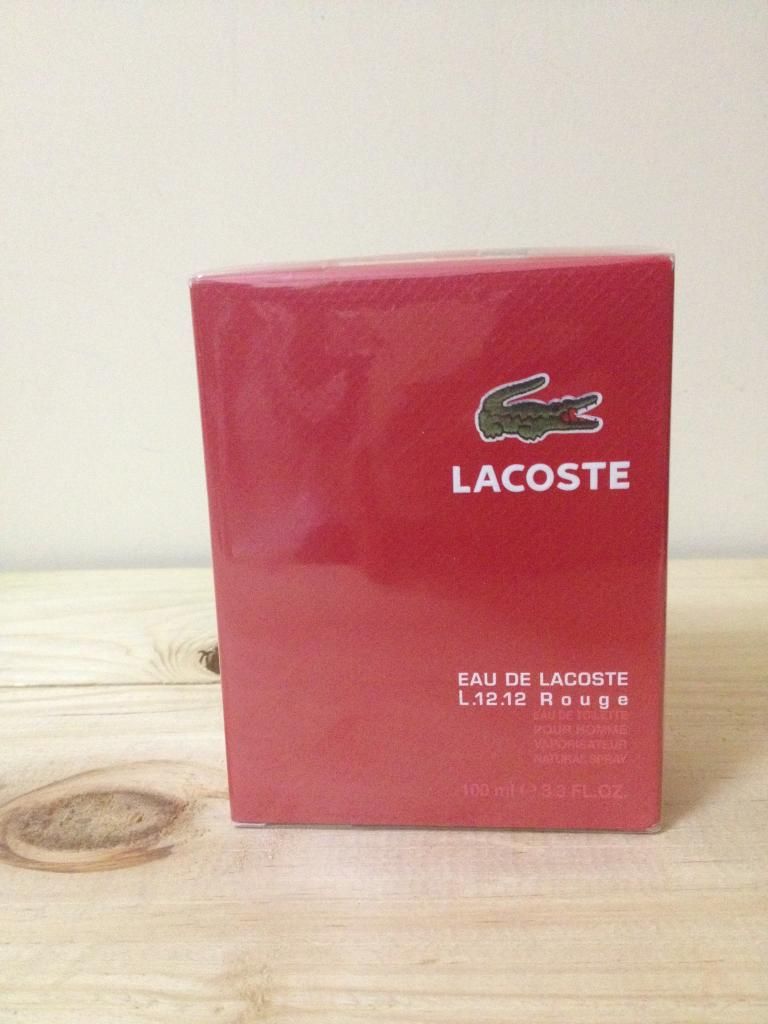 LACOSTE
EAU DE LACOSTE
L.12.12 Rouge
EAU DE TOILETTE
POUR HOMME
VAPORISATEUR
NATURAL SPRAY
100 ml ℮ 3.3 FL.OZ.